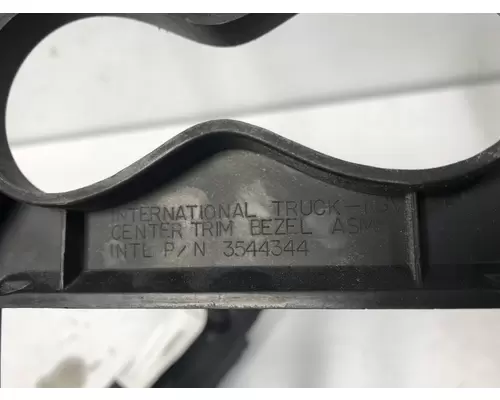 INTERNATIONAL TRUCK
CENTER TRIM BEZEL ASM
INTL P/N 3544344